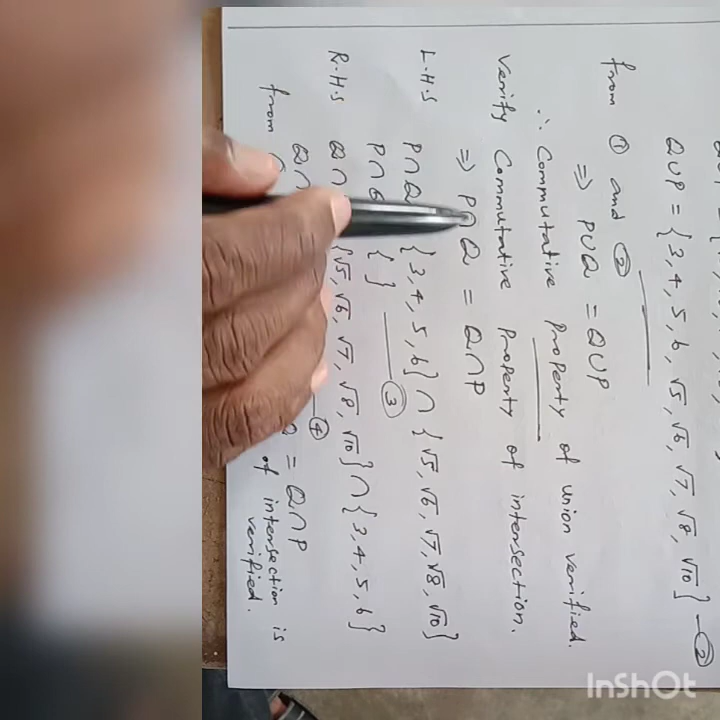 Q∪P = {3, 4, 5, 6, √5, √6, √7, √8, √10} — ②
from ① and ②
⇒ P∪Q = Q∪P
∴ Commutative Property of union verified.
Verify Commutative Property of intersection.
⇒ P∩Q = Q∩P
L.H.S P∩Q {3, 4, 5, 6} ∩ {√5, √6, √7, √8, √10}
P∩ { } — ③
R.H.S Q∩ {√5, √6, √7, √8, √10} ∩ {3, 4, 5, 6}
Q∩ — ④
from = Q∩P
of intersection is
verified.
InShOt